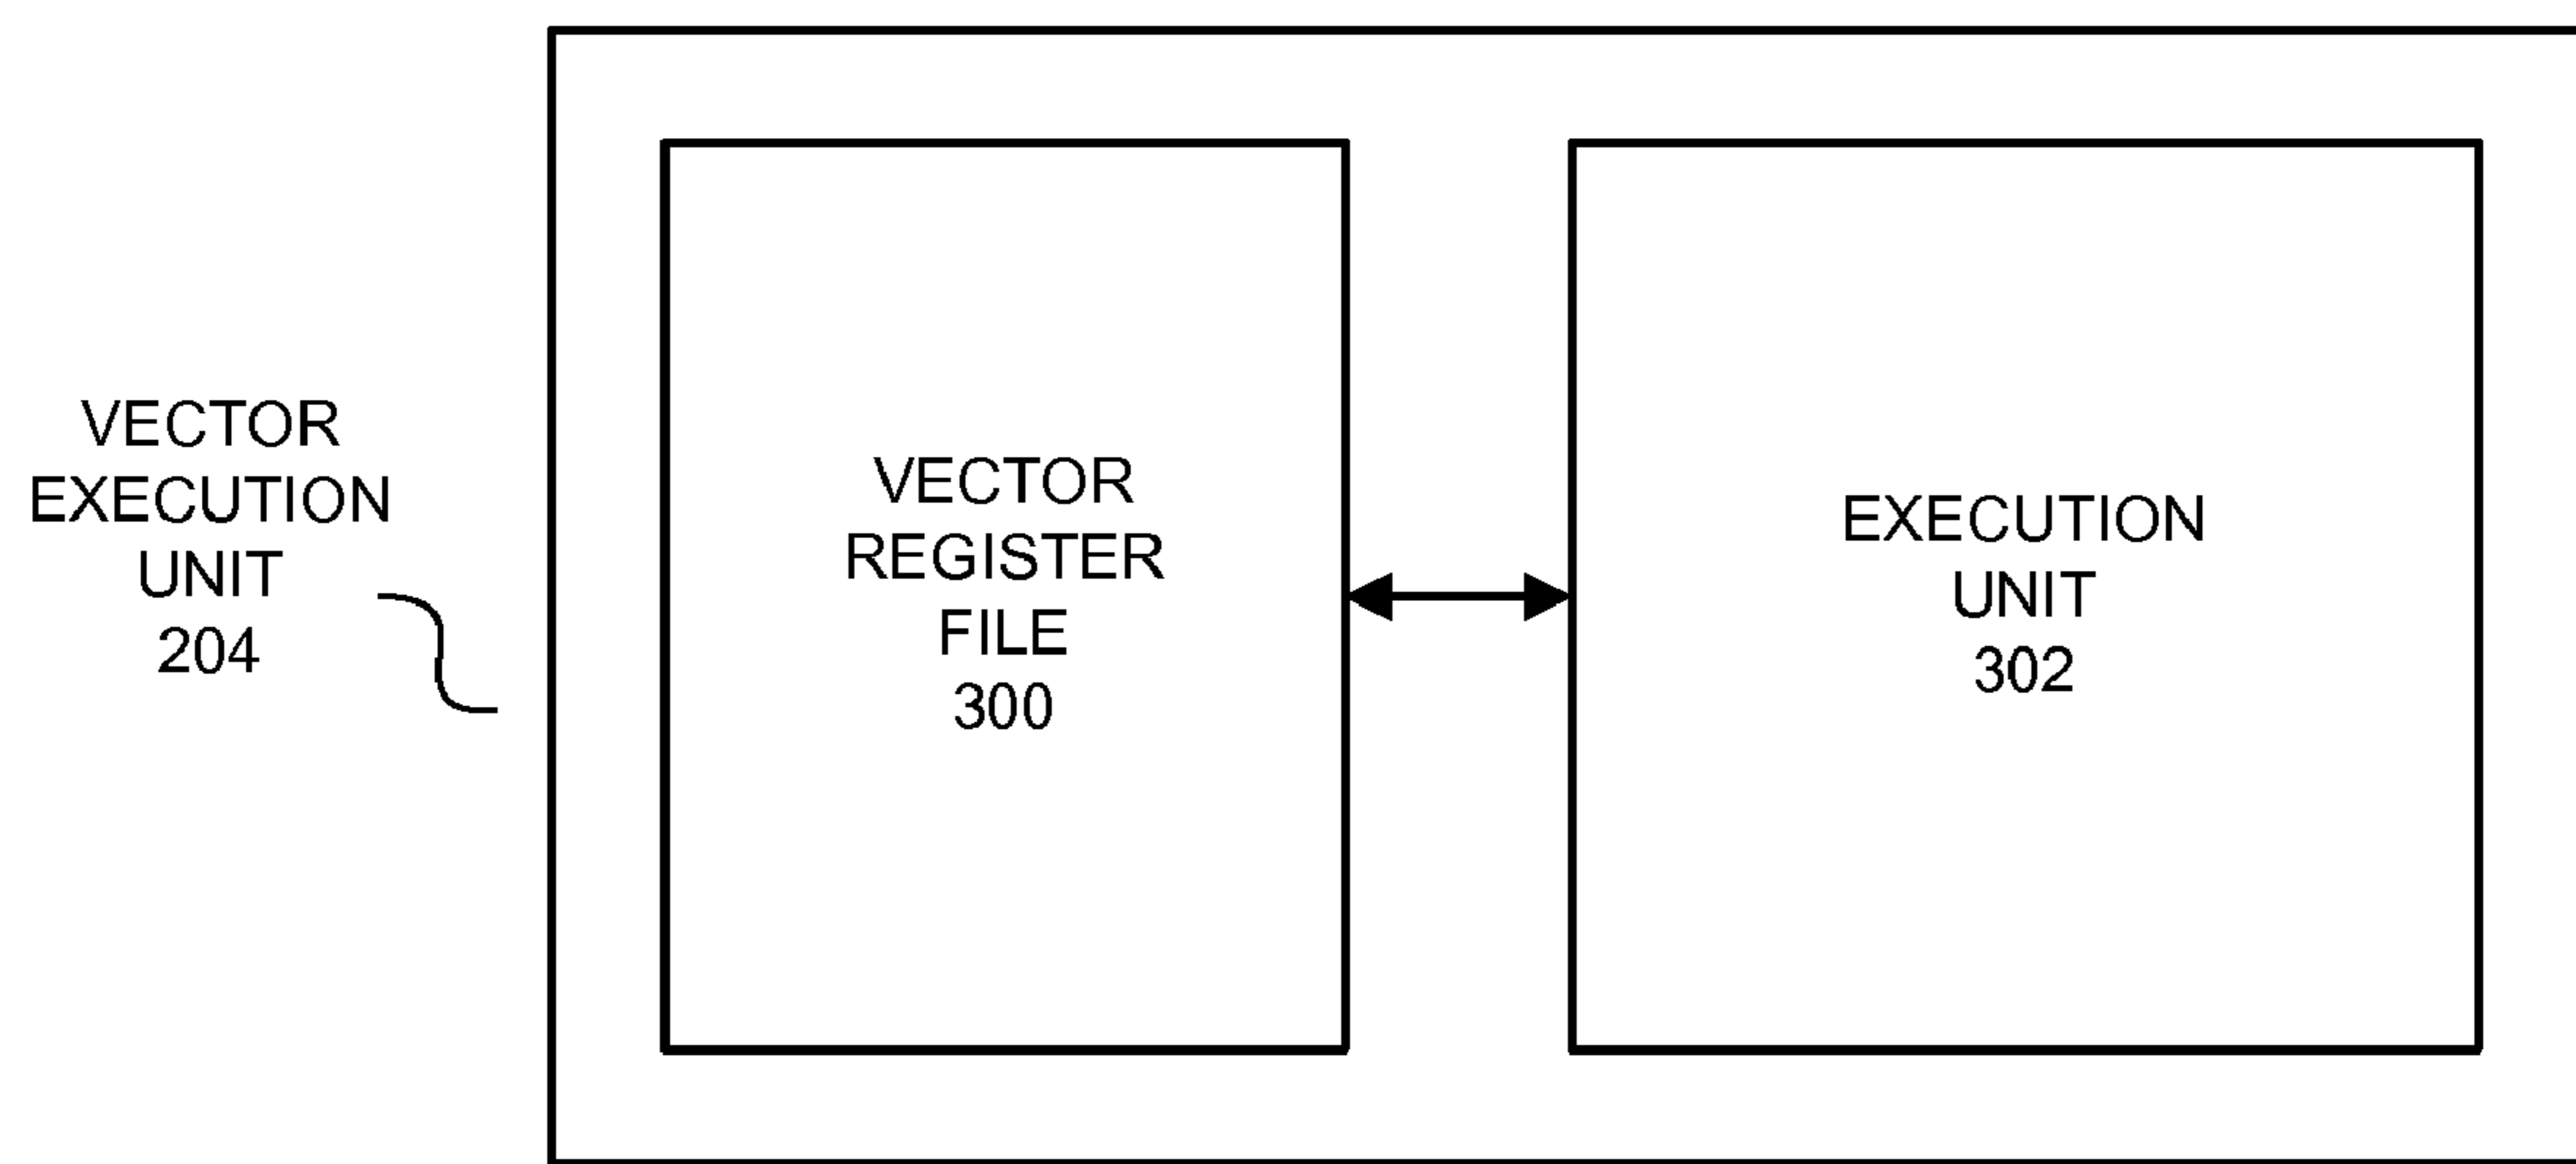 VECTOR
EXECUTION
UNIT
204
VECTOR
REGISTER
FILE
300
EXECUTION
UNIT
302